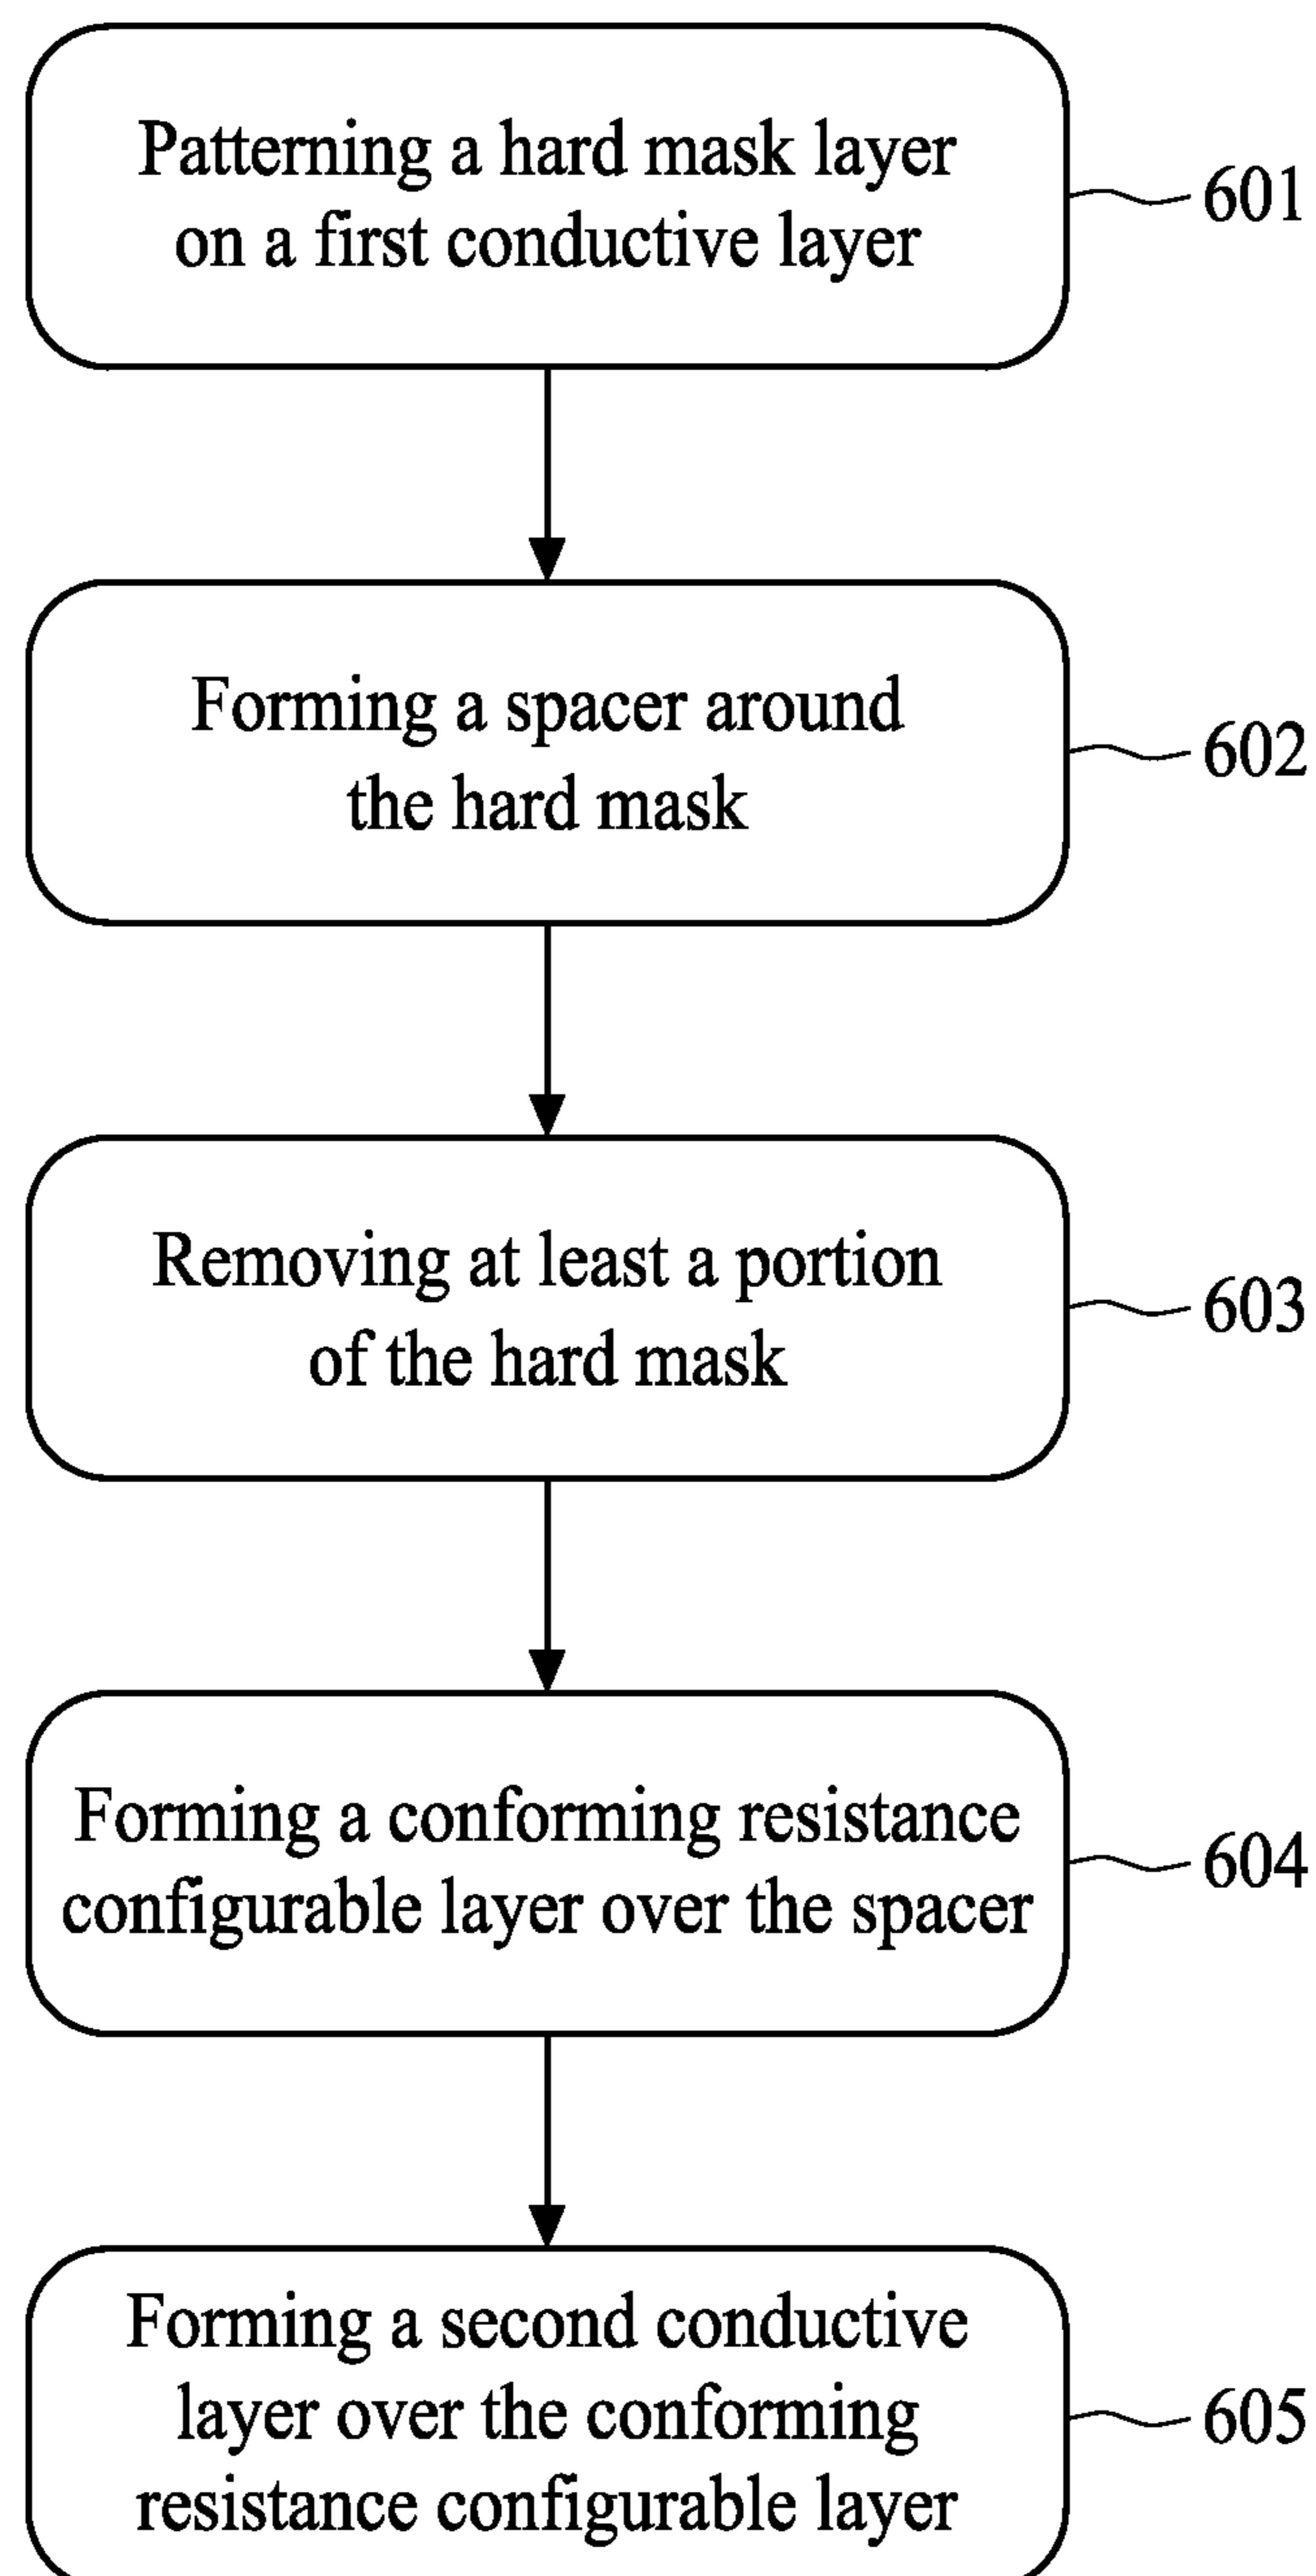 Patterning a hard mask layer
on a first conductive layer
601
Forming a spacer around
the hard mask
602
Removing at least a portion
of the hard mask
603
Forming a conforming resistance
configurable layer over the spacer
604
Forming a second conductive
layer over the conforming
resistance configurable layer
605